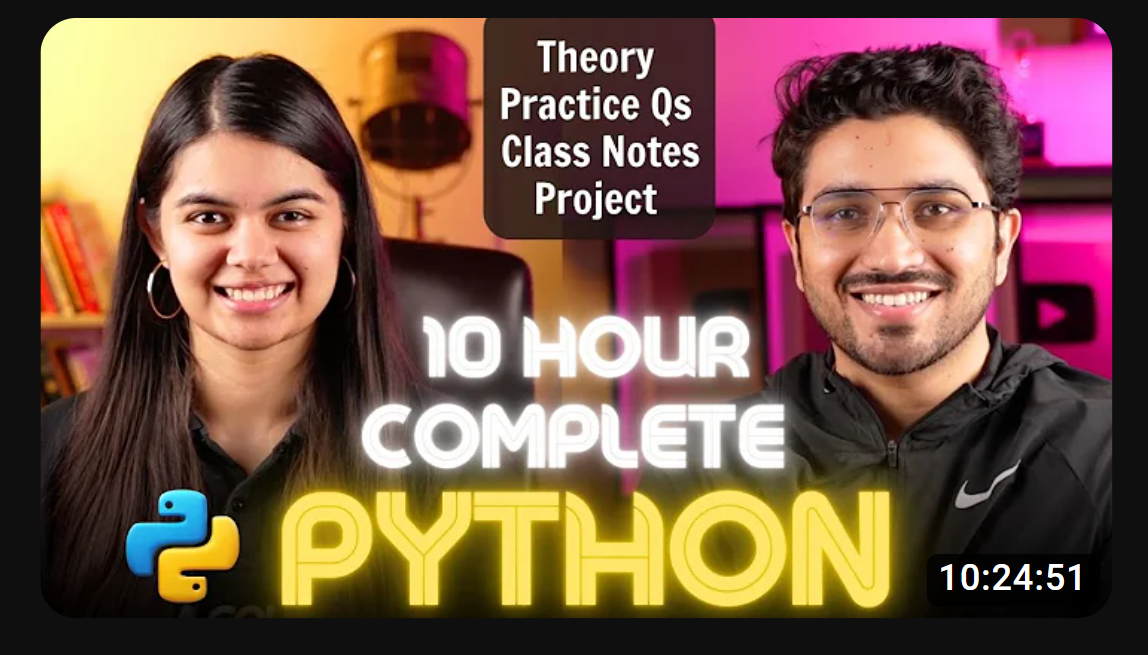 Theory
Practice Qs
Class Notes
Project
10 HOUR
COMPLETE
PYTHON
10:24:51